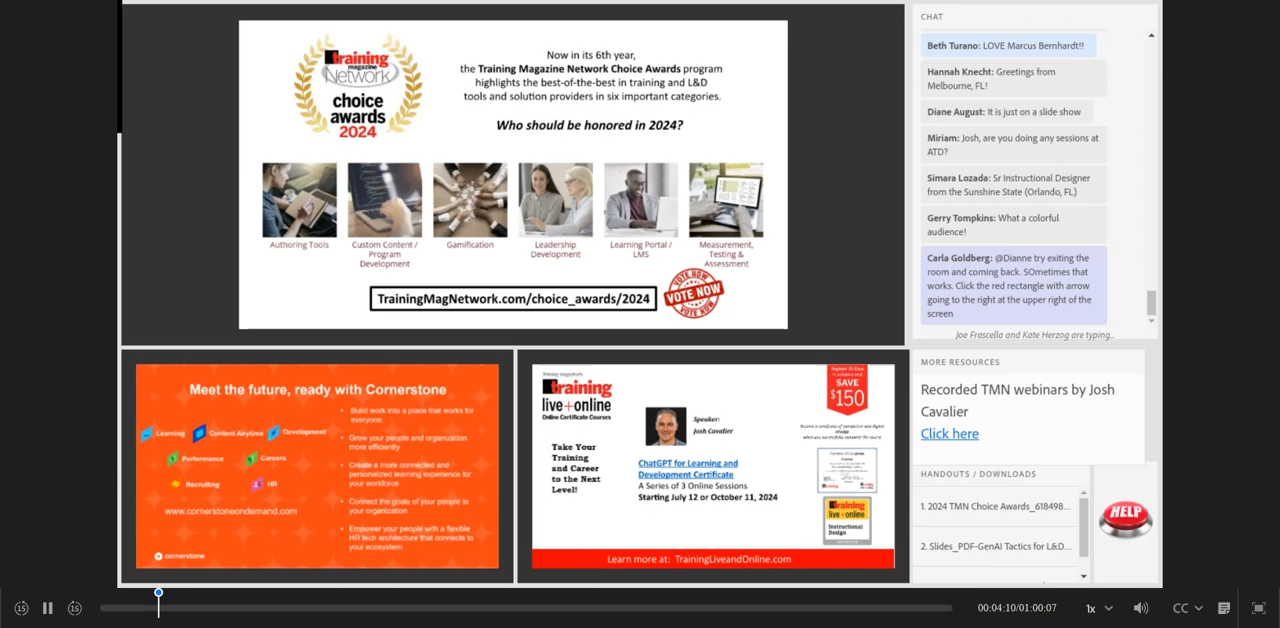 training
magazine
Network
choice
awards
2024
Now in its 6th year,
the Training Magazine Network Choice Awards program
highlights the best-of-the-best in training and L&D
tools and solution providers in six important categories.
Who should be honored in 2024?
Authoring Tools
Custom Content /
Program
Development
Gamification
Leadership
Development
Learning Portal /
LMS
Measurement,
Testing &
Assessment
TrainingMagNetwork.com/choice_awards/2024
VOTE NOW
VOTE NOW
VOTE NOW
CHAT
Beth Turano: LOVE Marcus Bernhardt!!
Hannah Knecht: Greetings from
Melbourne, FL!
Diane August: It is just on a slide show
Miriam: Josh, are you doing any sessions at
ATD?
Simara Lozada: Sr Instructional Designer
from the Sunshine State (Orlando, FL)
Gerry Tompkins: What a colorful
audience!
Carla Goldberg: @Dianne try exiting the
room and coming back. SOmetimes that
works. Click the red rectangle with arrow
going to the right at the upper right of the
screen
Joe Frascella and Kate Herzog are typing..
Meet the future, ready with Cornerstone
Learning
Content Anytime
Development
Performance
Careers
Recruiting
HR
www.cornerstoneondemand.com
cornerstone
• Build work into a place that works for
everyone.
• Grow your people and organization
more efficiently
• Create a more connected and
personalized learning experience for
your workforce
• Connect the goals of your people to
your organization
• Empower your people with a flexible
HR tech architecture that connects to
your ecosystem
Training magazine's
training
live+online
Online Certificate Courses
Take Your
Training
and Career
to the Next
Level!
Speaker:
Josh Cavalier
ChatGPT for Learning and
Development Certificate
A Series of 3 Online Sessions
Starting July 12 or October 11, 2024
SAVE
$150
training
live+online
Instructional
Design
Learn more at: TrainingLiveandOnline.com
MORE RESOURCES
Recorded TMN webinars by Josh
Cavalier
Click here
HANDOUTS / DOWNLOADS
1. 2024 TMN Choice Awards_618498...
2. Slides_PDF-GenAI Tactics for L&D...
HELP
15
15
00:04:10/01:00:07
1x
CC